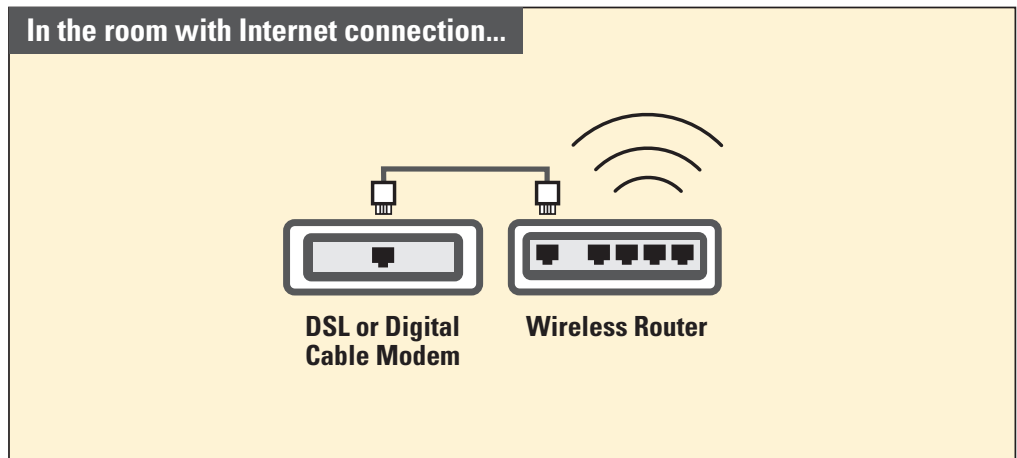 In the room with Internet connection...
DSL or Digital
Cable Modem
Wireless Router